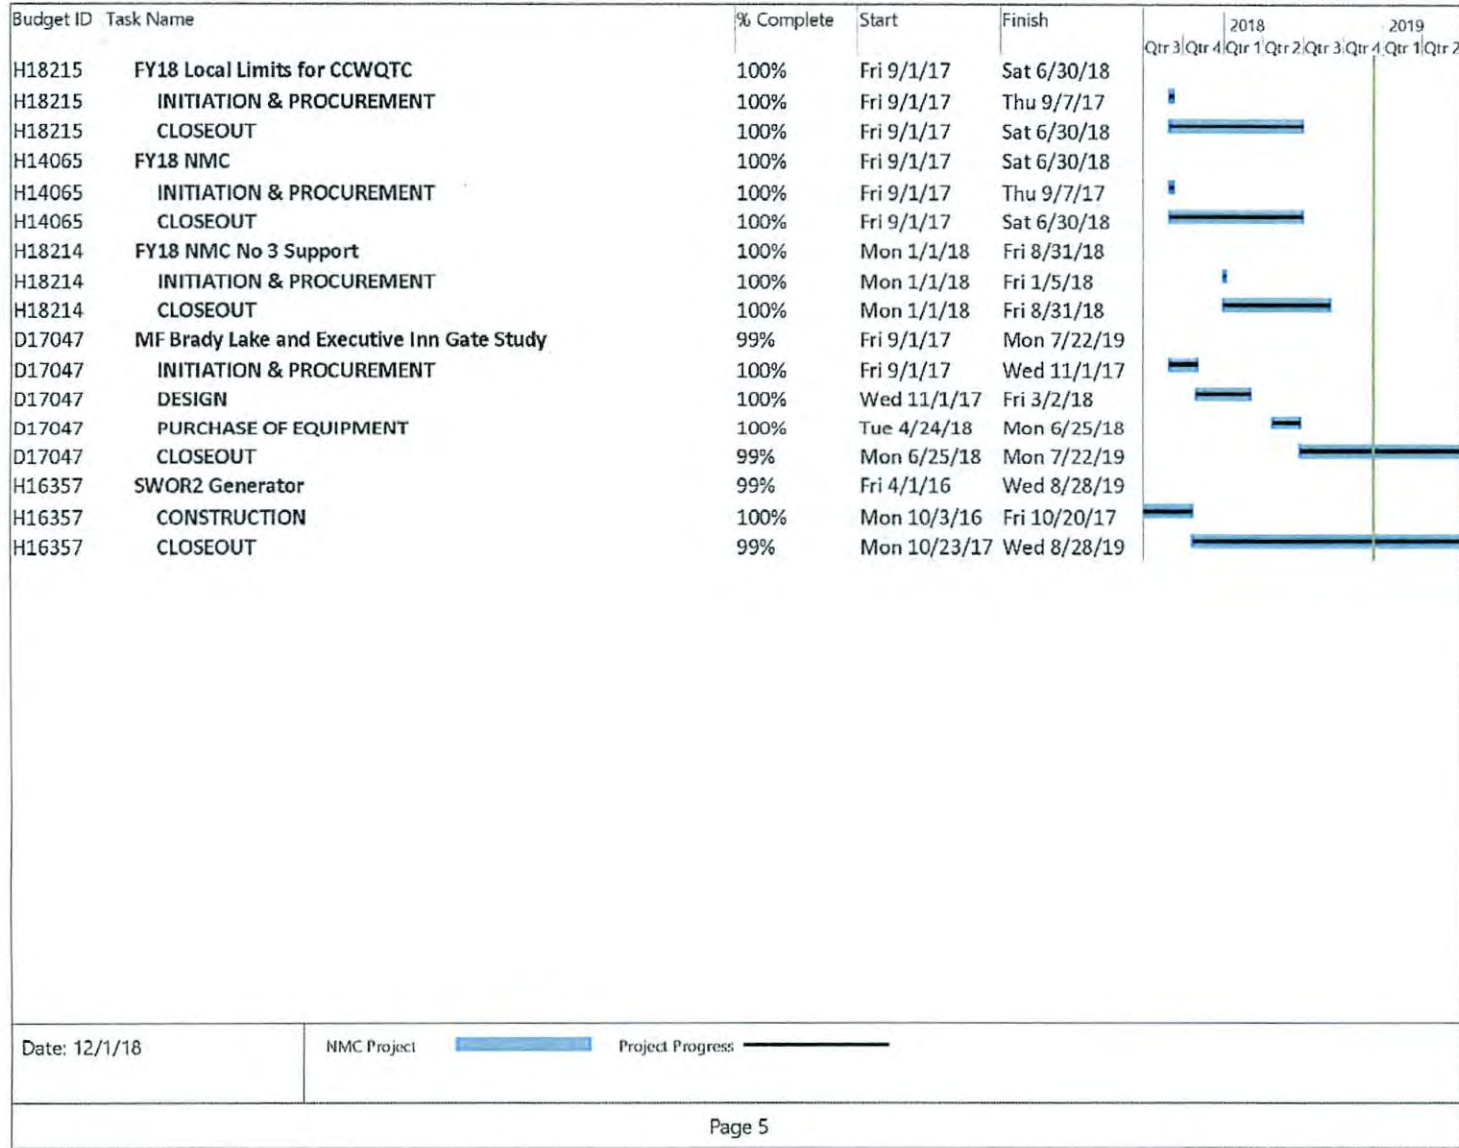 Budget ID Task Name % Complete Start Finish 2018 2019
Qtr 3 Qtr 4 Qtr 1 Qtr 2 Qtr 3 Qtr 4 Qtr 1 Qtr 2
H18215 FY18 Local Limits for CCWQTC 100% Fri 9/1/17 Sat 6/30/18
H18215 INITIATION & PROCUREMENT 100% Fri 9/1/17 Thu 9/7/17
H18215 CLOSEOUT 100% Fri 9/1/17 Sat 6/30/18
H14065 FY18 NMC 100% Fri 9/1/17 Sat 6/30/18
H14065 INITIATION & PROCUREMENT 100% Fri 9/1/17 Thu 9/7/17
H14065 CLOSEOUT 100% Fri 9/1/17 Sat 6/30/18
H18214 FY18 NMC No 3 Support 100% Mon 1/1/18 Fri 8/31/18
H18214 INITIATION & PROCUREMENT 100% Mon 1/1/18 Fri 1/5/18
H18214 CLOSEOUT 100% Mon 1/1/18 Fri 8/31/18
D17047 MF Brady Lake and Executive Inn Gate Study 99% Fri 9/1/17 Mon 7/22/19
D17047 INITIATION & PROCUREMENT 100% Fri 9/1/17 Wed 11/1/17
D17047 DESIGN 100% Wed 11/1/17 Fri 3/2/18
D17047 PURCHASE OF EQUIPMENT 100% Tue 4/24/18 Mon 6/25/18
D17047 CLOSEOUT 99% Mon 6/25/18 Mon 7/22/19
H16357 SWOR2 Generator 99% Fri 4/1/16 Wed 8/28/19
H16357 CONSTRUCTION 100% Mon 10/3/16 Fri 10/20/17
H16357 CLOSEOUT 99% Mon 10/23/17 Wed 8/28/19
Date: 12/1/18 NMC Project Project Progress
Page 5